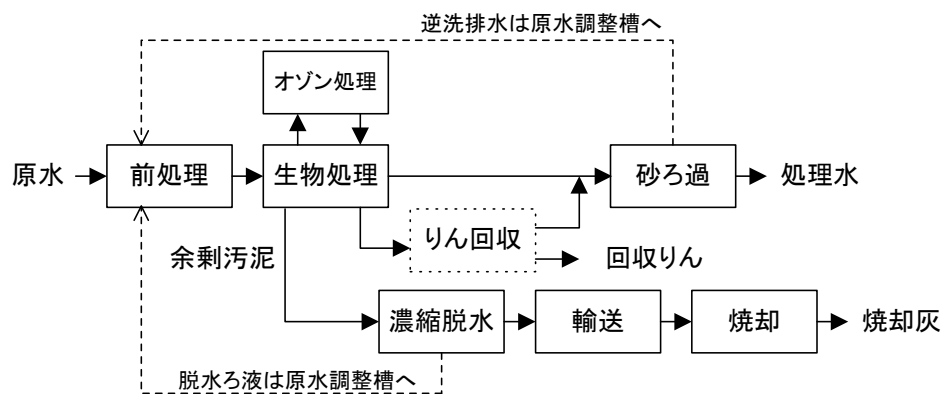 逆洗排水は原水調整槽へ
オゾン処理
原水
前処理
生物処理
砂ろ過
処理水
りん回収
余剰汚泥
回収りん
濃縮脱水
輸送
焼却
焼却灰
脱水ろ液は原水調整槽へ